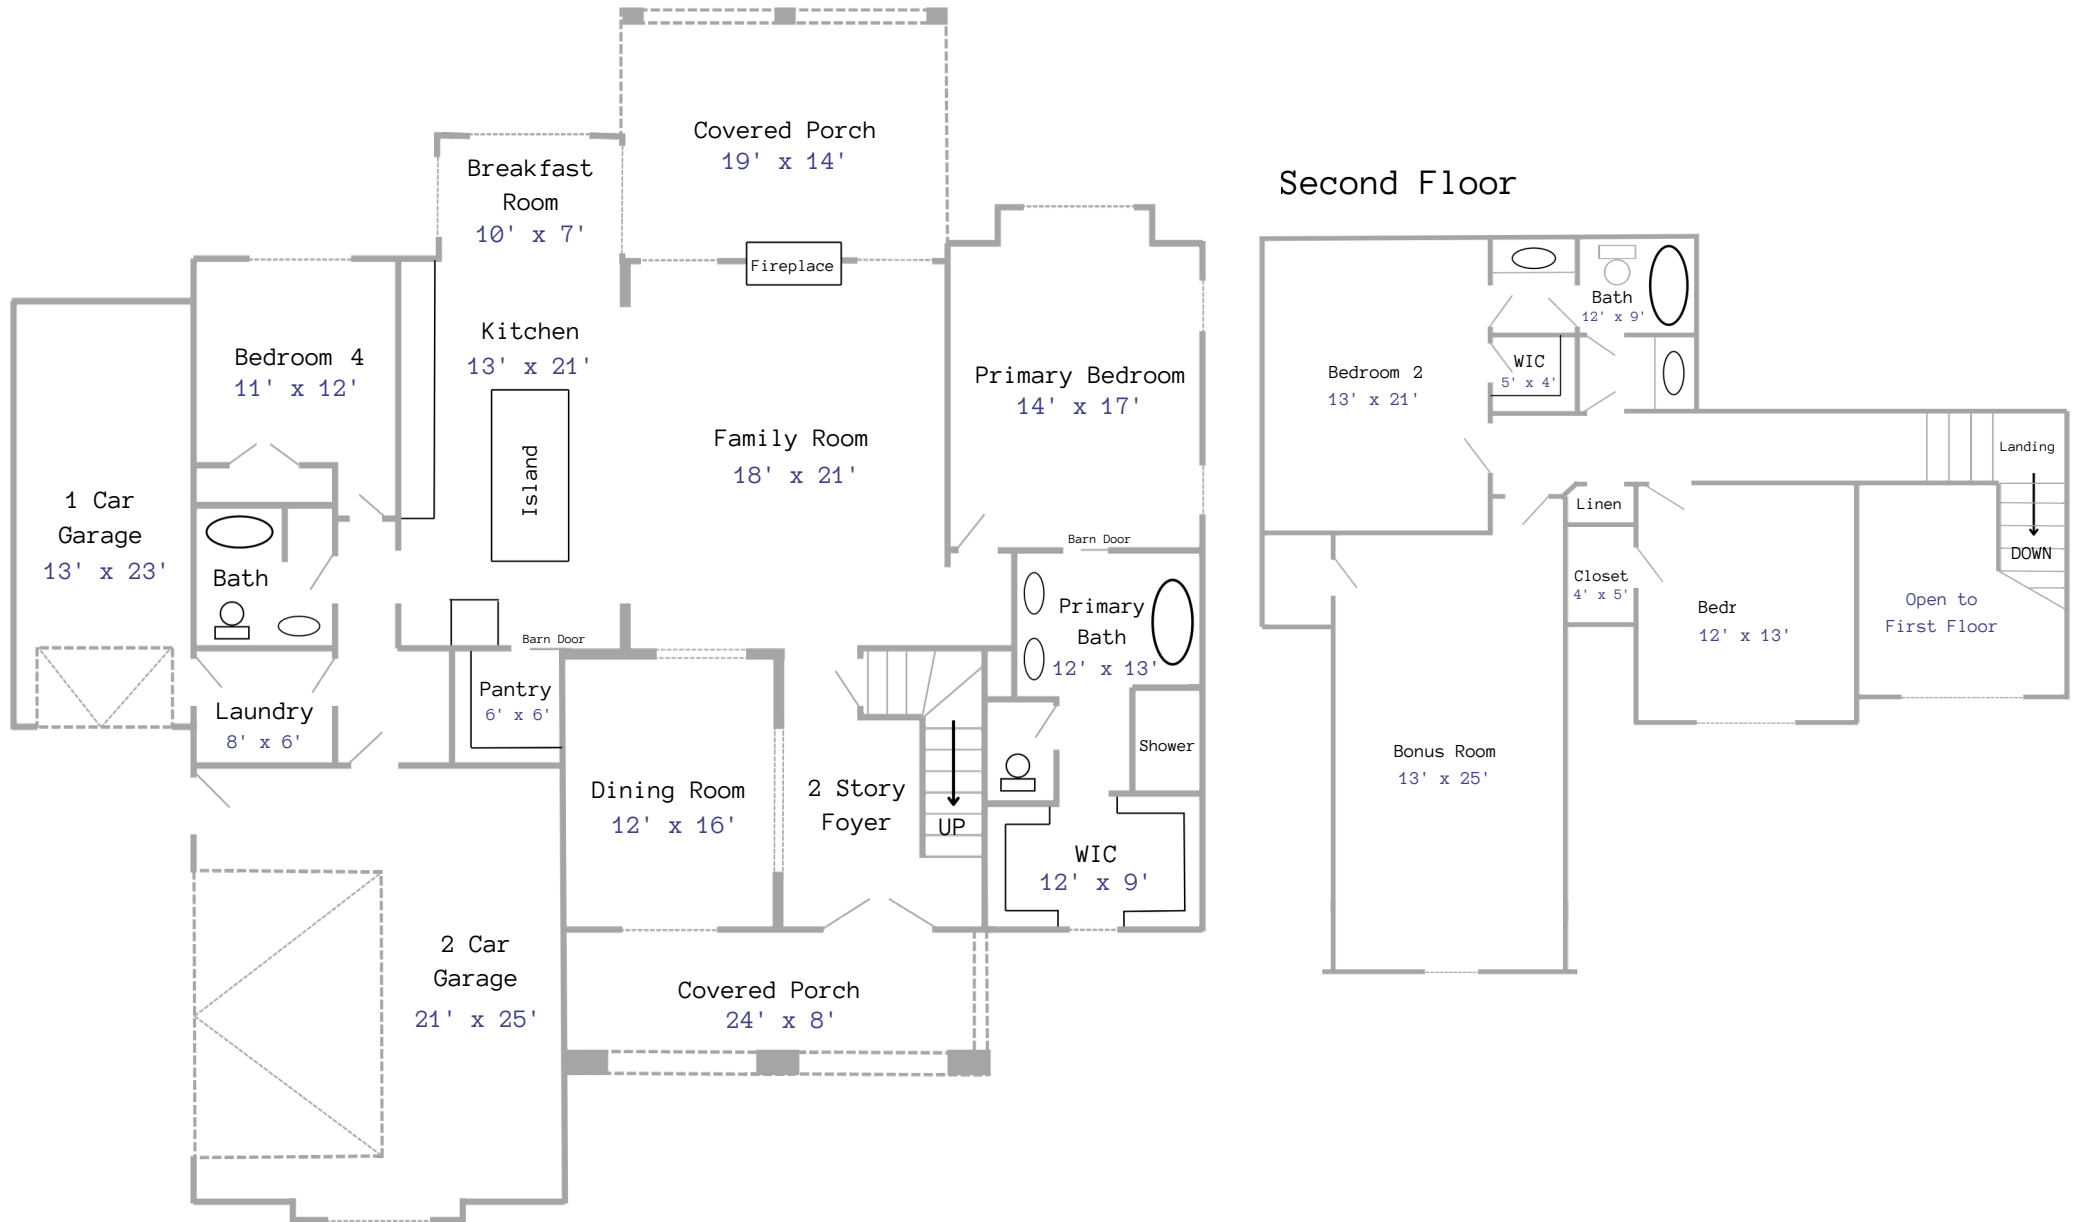 Covered Porch
19' x 14'
Breakfast
Room
10' x 7'
Fireplace
Kitchen
13' x 21'
Island
Bedroom 4
11' x 12'
Family Room
18' x 21'
Primary Bedroom
14' x 17'
1 Car
Garage
13' x 23'
Bath
Barn Door
Primary
Bath
12' x 13'
Barn Door
Pantry
6' x 6'
Laundry
8' x 6'
Shower
Dining Room
12' x 16'
2 Story
Foyer
UP
WIC
12' x 9'
2 Car
Garage
21' x 25'
Covered Porch
24' x 8'
Second Floor
Bath
12' x 9'
WIC
5' x 4'
Bedroom 2
13' x 21'
Landing
Linen
DOWN
Closet
4' x 5'
Bedr
12' x 13'
Open to
First Floor
Bonus Room
13' x 25'